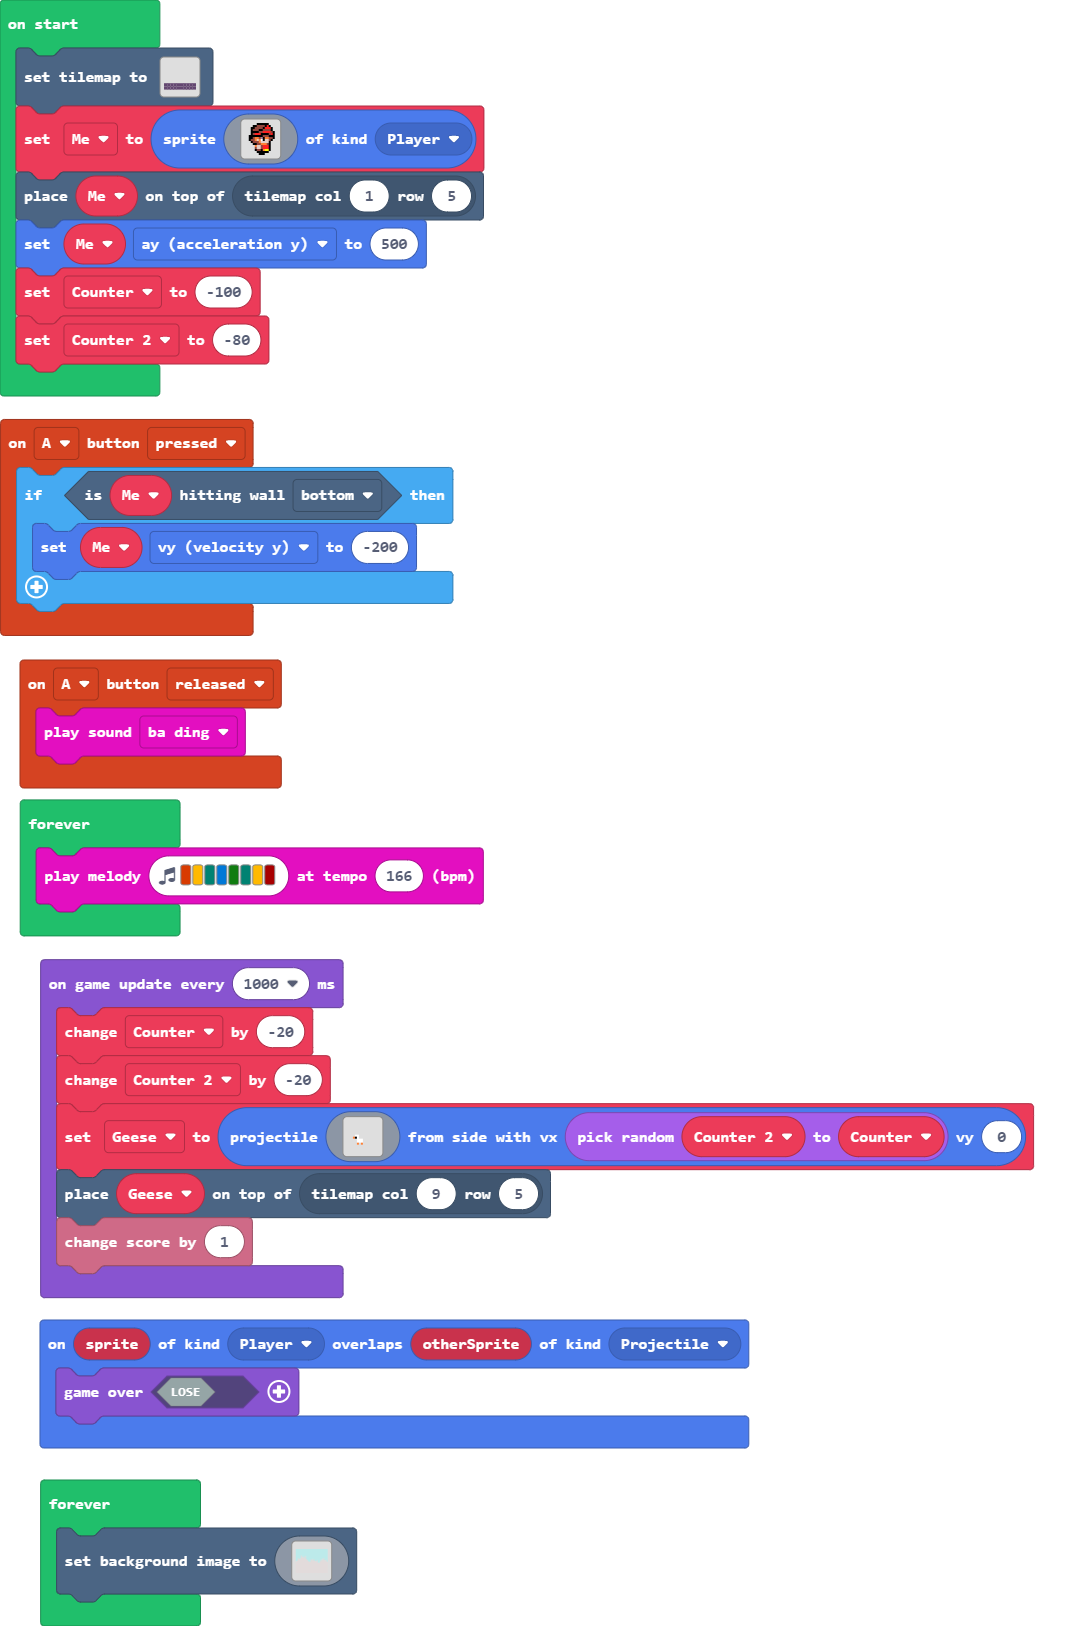 on start
set tilemap to
set Me to sprite of kind Player
place Me on top of tilemap col 1 row 5
set Me ay (acceleration y) to 500
set Counter to -100
set Counter 2 to -80
on A button pressed
if is Me hitting wall bottom then
set Me vy (velocity y) to -200
on A button released
play sound ba ding
forever
play melody at tempo 166 (bpm)
on game update every 1000 ms
change Counter by -20
change Counter 2 by -20
set Geese to projectile from side with vx pick random Counter 2 to Counter vy 0
place Geese on top of tilemap col 9 row 5
change score by 1
on sprite of kind Player overlaps otherSprite of kind Projectile
game over LOSE
forever
set background image to